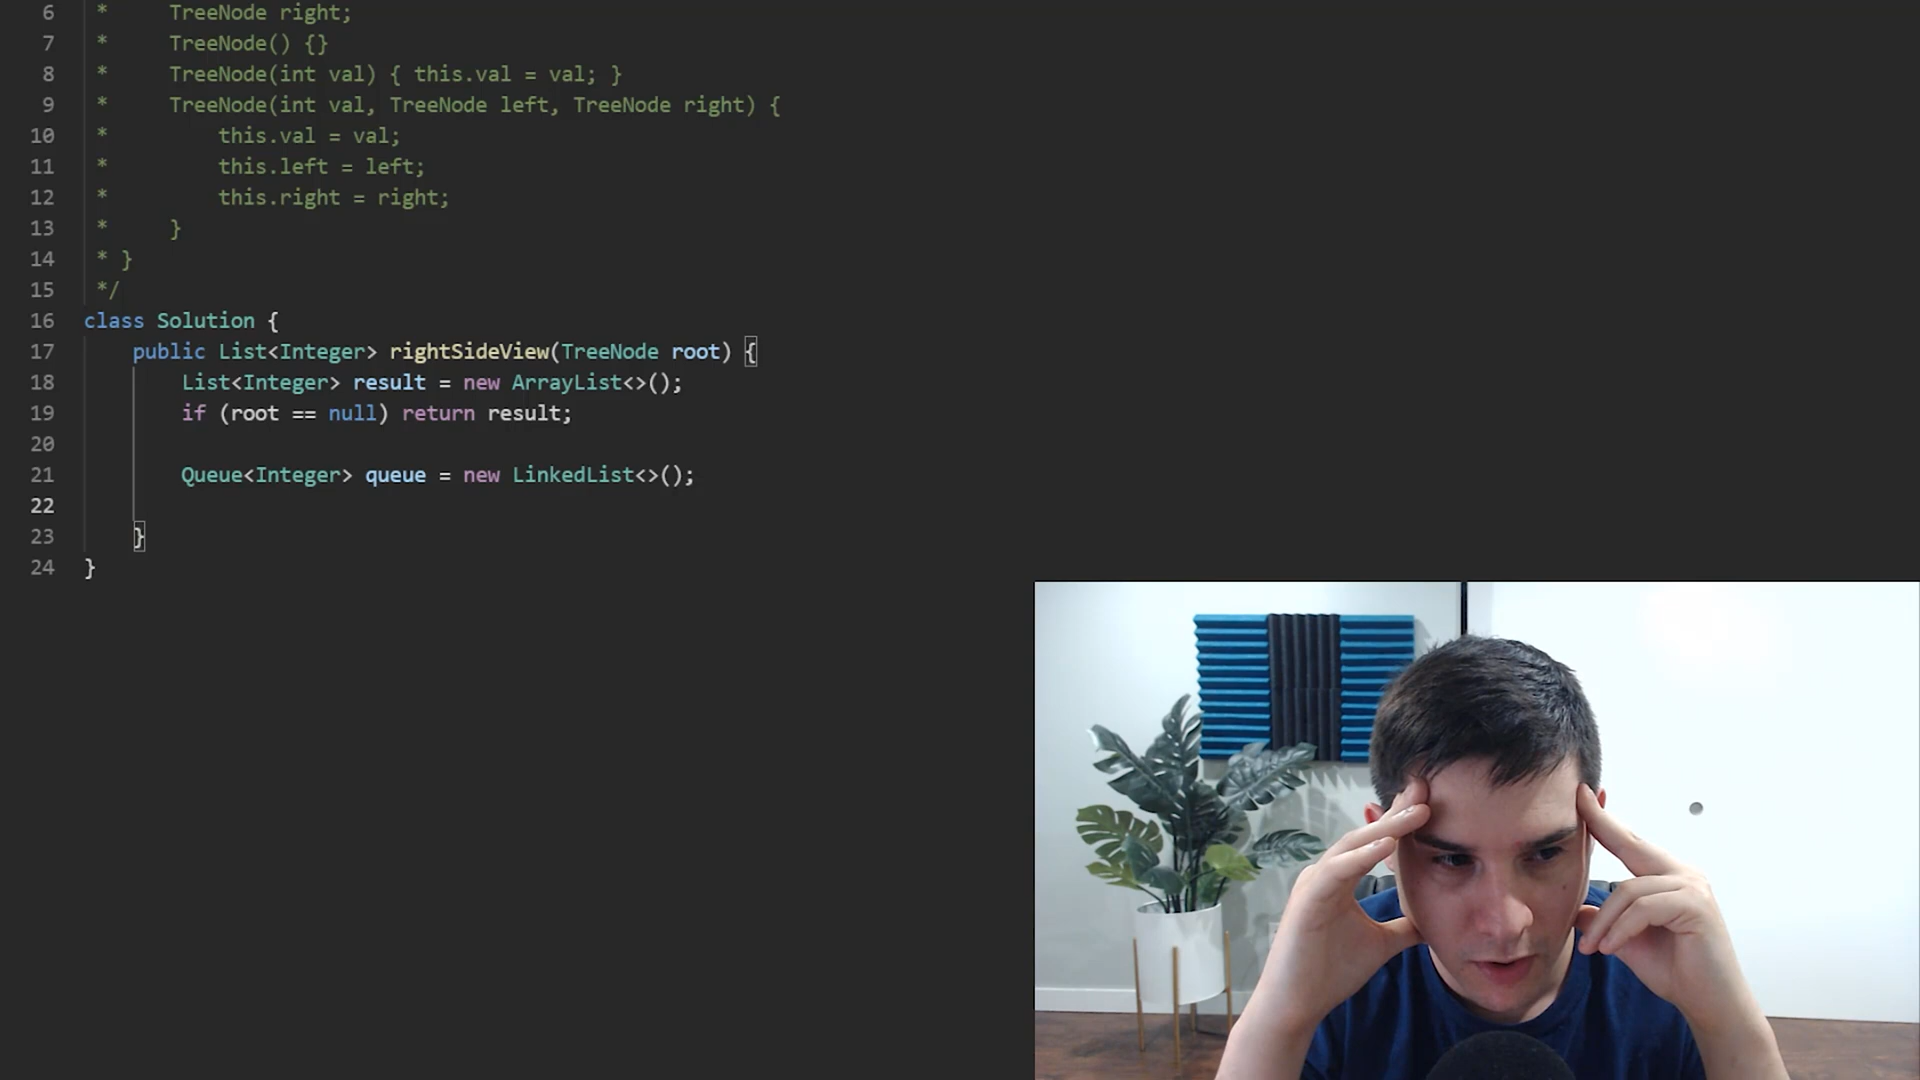 6 *     TreeNode right;
7 *     TreeNode() {}
8 *     TreeNode(int val) { this.val = val; }
9 *     TreeNode(int val, TreeNode left, TreeNode right) {
10 *         this.val = val;
11 *         this.left = left;
12 *         this.right = right;
13 *     }
14 * }
15 */
16 class Solution {
17     public List<Integer> rightSideView(TreeNode root) {
18         List<Integer> result = new ArrayList<>();
19         if (root == null) return result;
20
21         Queue<Integer> queue = new LinkedList<>();
22
23     }
24 }